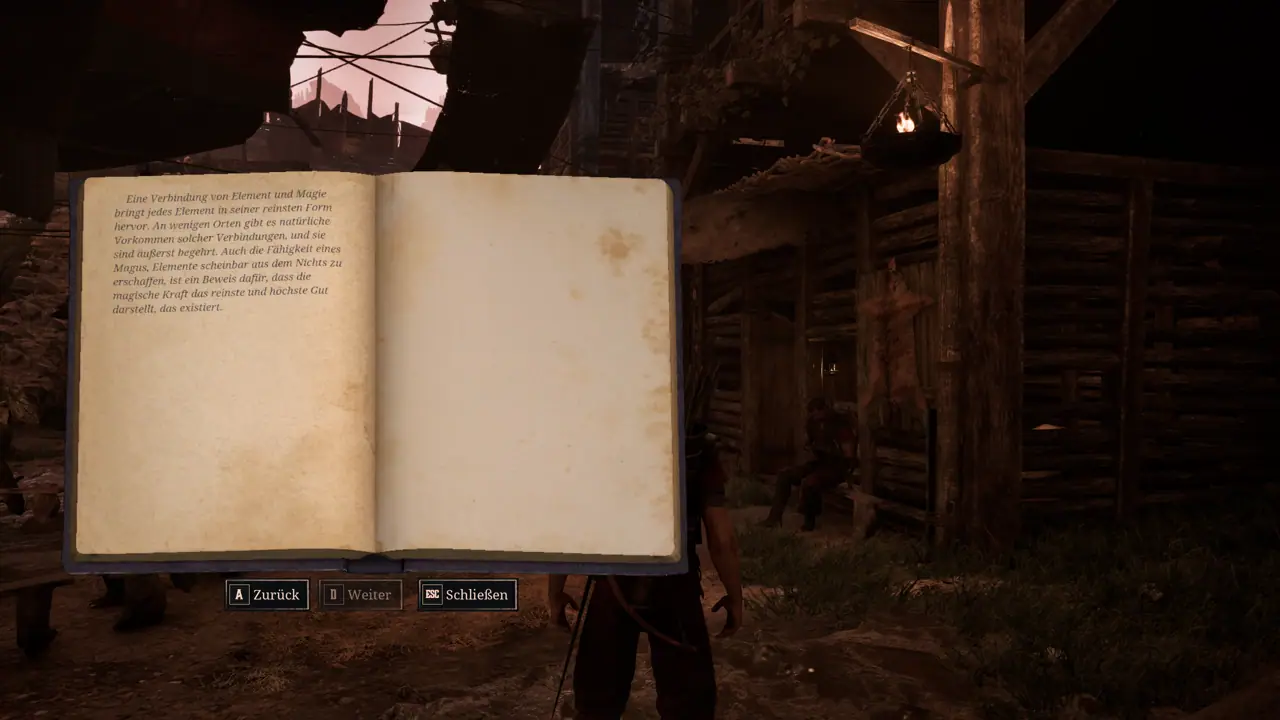 Eine Verbindung von Element und Magie
bringt jedes Element in seiner reinsten Form
hervor. An wenigen Orten gibt es natürliche
Vorkommen solcher Verbindungen, und sie
sind äußerst begehrt. Auch die Fähigkeit eines
Magus, Elemente scheinbar aus dem Nichts zu
erschaffen, ist ein Beweis dafür, dass die
magische Kraft das reinste und höchste Gut
darstellt, das existiert.
A Zurück D Weiter ESC Schließen